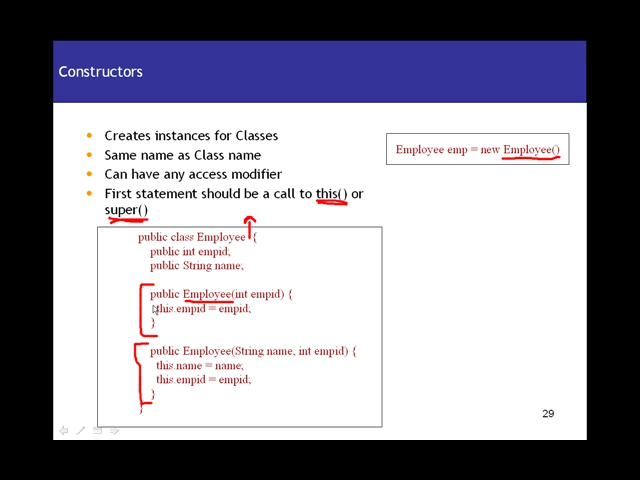 Constructors
Creates instances for Classes
Same name as Class name
Can have any access modifier
First statement should be a call to this() or
super()
Employee emp = new Employee()
public class Employee {
public int empid;
public String name;
public Employee(int empid) {
this.empid = empid;
}
public Employee(String name, int empid) {
this.name = name;
this.empid = empid;
}
}
29